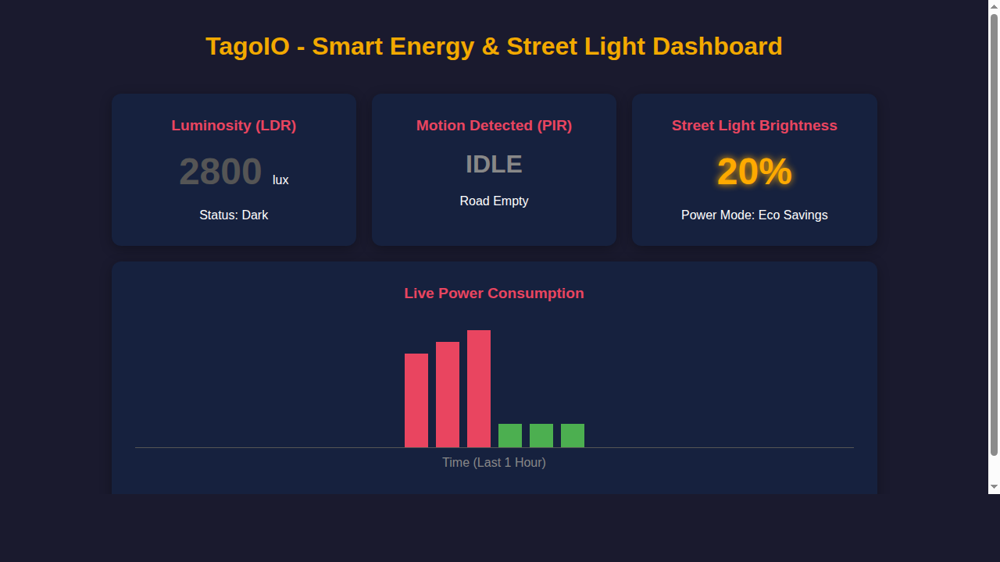 TagoIO - Smart Energy & Street Light Dashboard
Luminosity (LDR)
2800 lux
Status: Dark
Motion Detected (PIR)
IDLE
Road Empty
Street Light Brightness
20%
Power Mode: Eco Savings
Live Power Consumption
Time (Last 1 Hour)